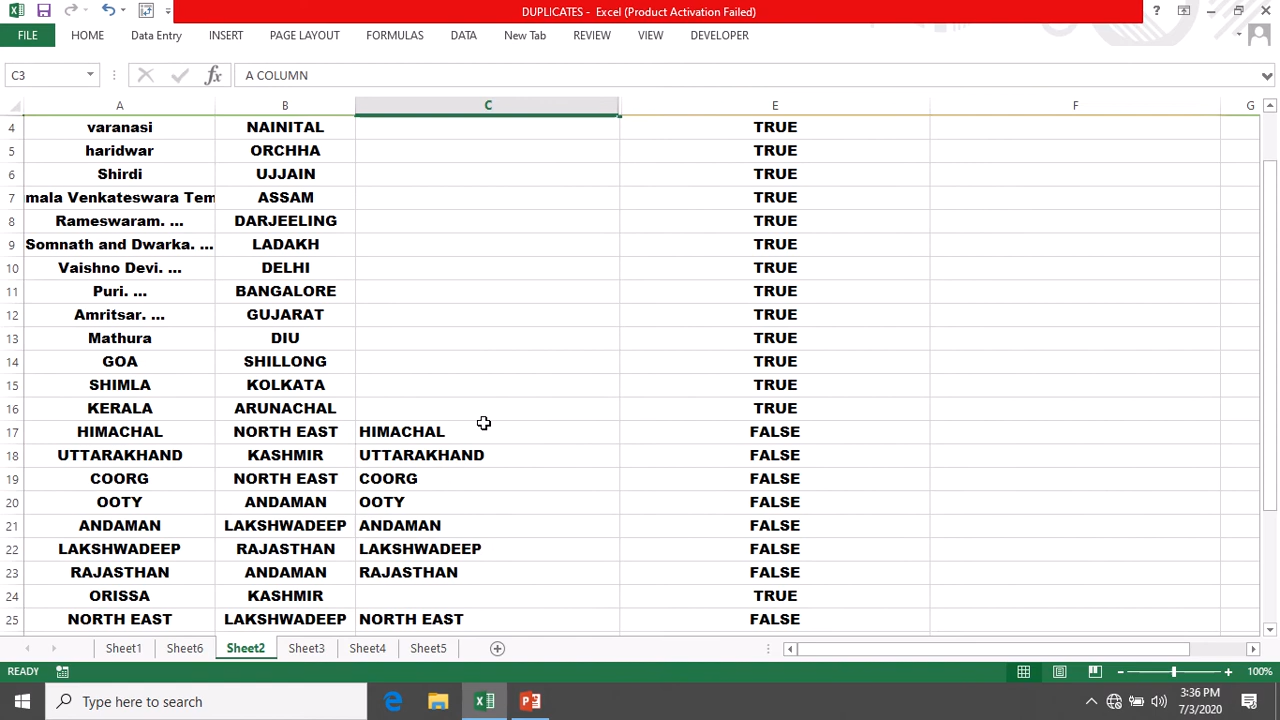 DUPLICATES - Excel (Product Activation Failed)
?
FILE HOME Data Entry INSERT PAGE LAYOUT FORMULAS DATA New Tab REVIEW VIEW DEVELOPER
C3 fx A COLUMN
A B C E F G
4 varanasi NAINITAL TRUE
5 haridwar ORCHHA TRUE
6 Shirdi UJJAIN TRUE
7 mala Venkateswara Tem ASSAM TRUE
8 Rameswaram. ... DARJEELING TRUE
9 Somnath and Dwarka. ... LADAKH TRUE
10 Vaishno Devi. ... DELHI TRUE
11 Puri. ... BANGALORE TRUE
12 Amritsar. ... GUJARAT TRUE
13 Mathura DIU TRUE
14 GOA SHILLONG TRUE
15 SHIMLA KOLKATA TRUE
16 KERALA ARUNACHAL TRUE
17 HIMACHAL NORTH EAST HIMACHAL FALSE
18 UTTARAKHAND KASHMIR UTTARAKHAND FALSE
19 COORG NORTH EAST COORG FALSE
20 OOTY ANDAMAN OOTY FALSE
21 ANDAMAN LAKSHWADEEP ANDAMAN FALSE
22 LAKSHWADEEP RAJASTHAN LAKSHWADEEP FALSE
23 RAJASTHAN ANDAMAN RAJASTHAN FALSE
24 ORISSA KASHMIR TRUE
25 NORTH EAST LAKSHWADEEP NORTH EAST FALSE
Sheet1 Sheet6 Sheet2 Sheet3 Sheet4 Sheet5
READY 100%
Type here to search
3:36 PM
7/3/2020